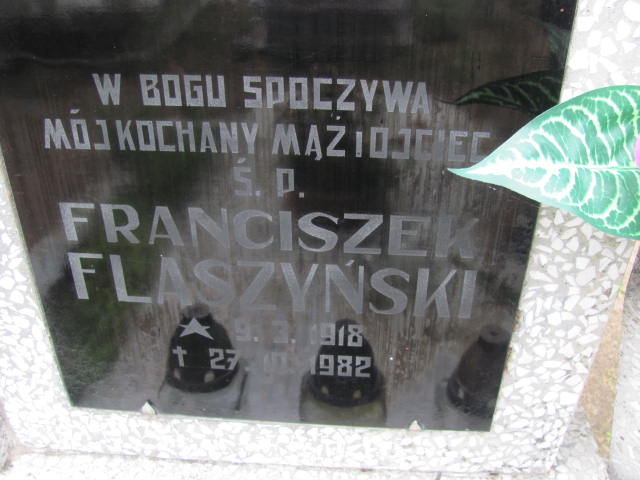 W BOGU SPOCZYWA
MÓJ KOCHANY MĄŻ I OJCIEC
Ś. P.
FRANCISZEK
FLASZYŃSKI
9. 3. 1918
† 27. 1982